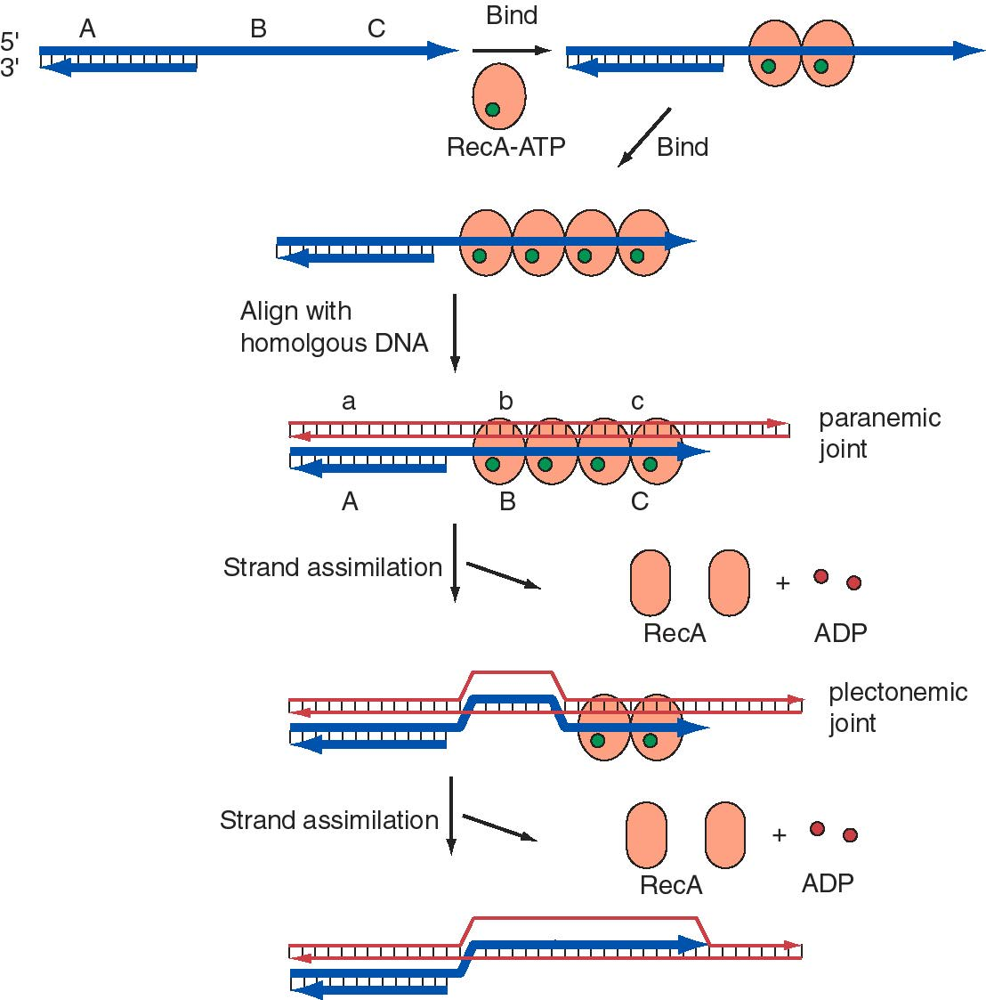 A B C
Bind
5'
3'
RecA-ATP
Bind
Align with
homolgous DNA
a b c
paranemic
joint
A B C
Strand assimilation
+
RecA ADP
plectonemic
joint
Strand assimilation
+
RecA ADP